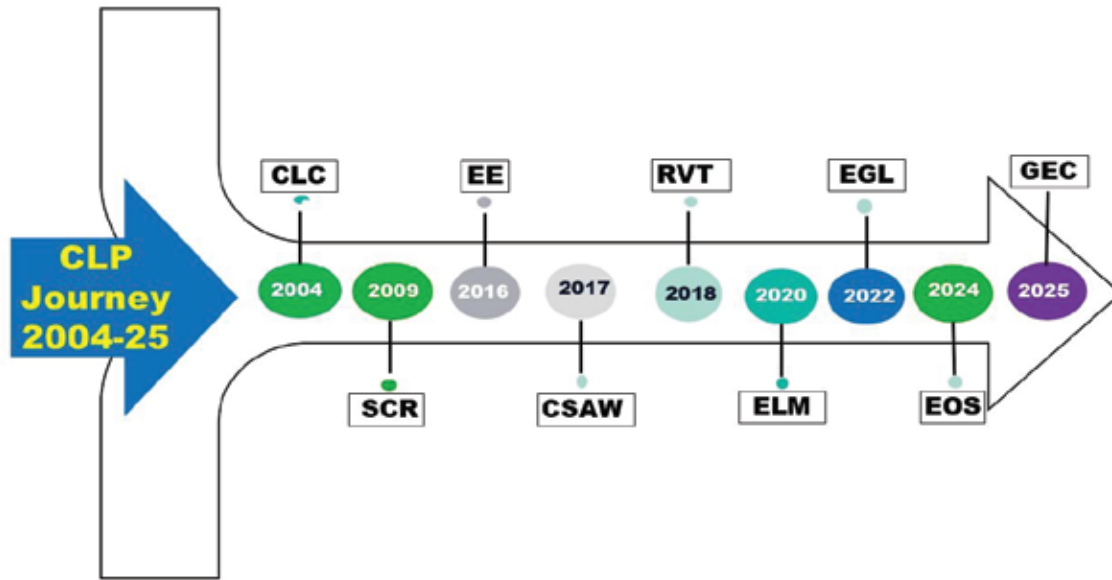 CLP
Journey
2004-25
CLC
EE
RVT
EGL
GEC
2004
2009
2016
2017
2018
2020
2022
2024
2025
SCR
CSAW
ELM
EOS